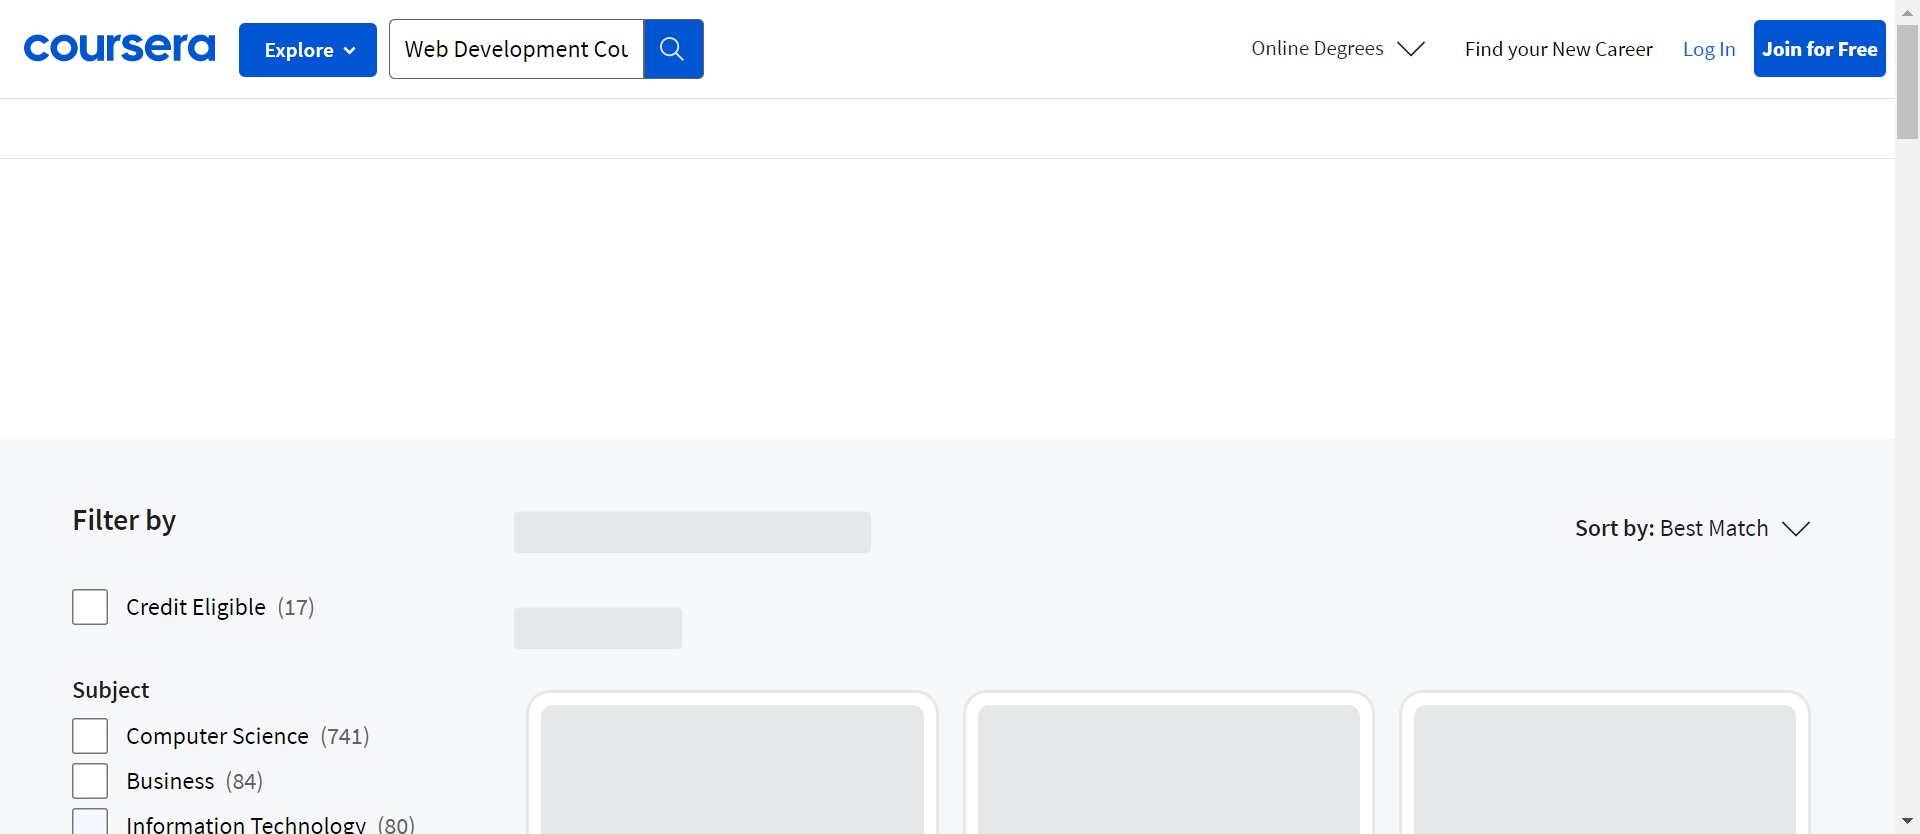 coursera
Explore
Web Development Cou
Online Degrees
Find your New Career
Log In
Join for Free
Filter by
Sort by: Best Match
Credit Eligible (17)
Subject
Computer Science (741)
Business (84)
Information Technology (80)